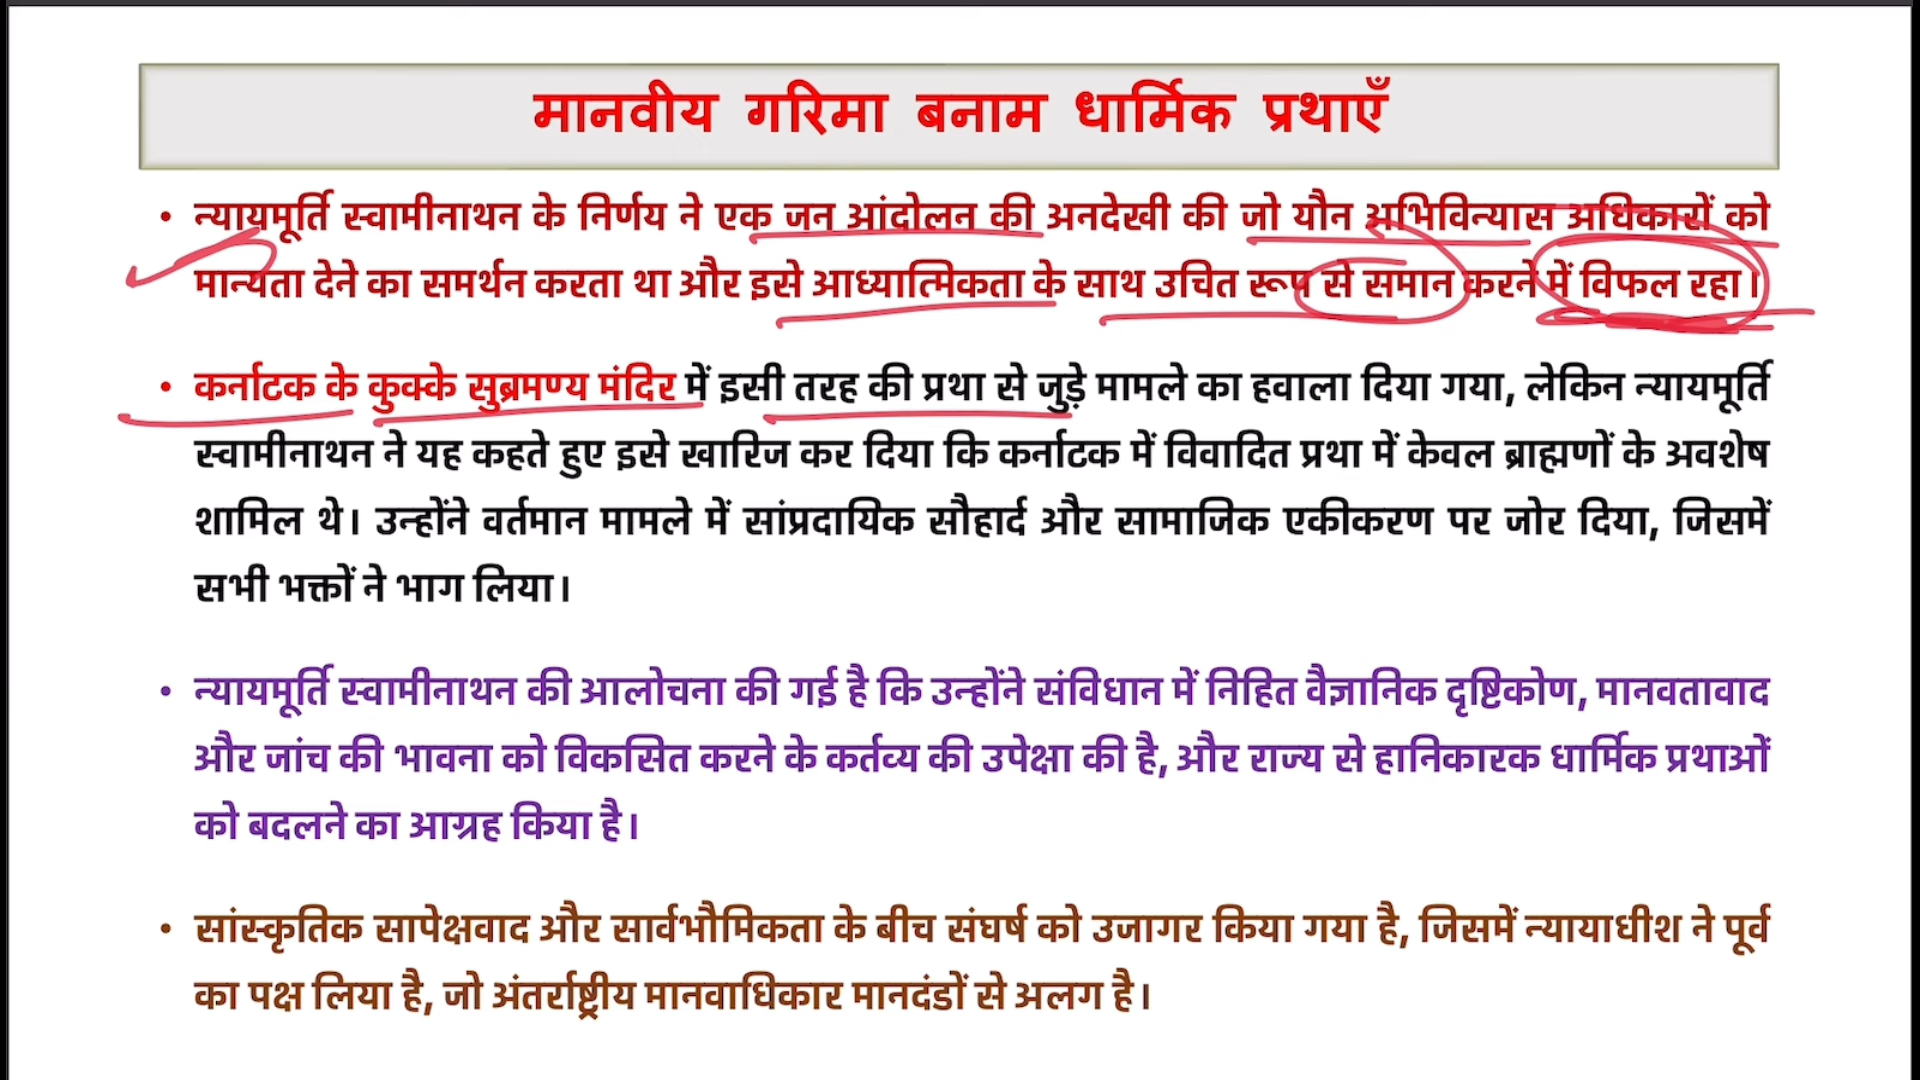 मानवीय गरिमा बनाम धार्मिक प्रथाएँ
• न्यायमूर्ति स्वामीनाथन के निर्णय ने एक जन आंदोलन की अनदेखी की जो यौन अभिविन्यास अधिकारों को
मान्यता देने का समर्थन करता था और इसे आध्यात्मिकता के साथ उचित रूप से समान करने में विफल रहा।
• कर्नाटक के कुक्के सुब्रमण्य मंदिर में इसी तरह की प्रथा से जुड़े मामले का हवाला दिया गया, लेकिन न्यायमूर्ति
स्वामीनाथन ने यह कहते हुए इसे खारिज कर दिया कि कर्नाटक में विवादित प्रथा में केवल ब्राह्मणों के अवशेष
शामिल थे। उन्होंने वर्तमान मामले में सांप्रदायिक सौहार्द और सामाजिक एकीकरण पर जोर दिया, जिसमें
सभी भक्तों ने भाग लिया।
• न्यायमूर्ति स्वामीनाथन की आलोचना की गई है कि उन्होंने संविधान में निहित वैज्ञानिक दृष्टिकोण, मानवतावाद
और जांच की भावना को विकसित करने के कर्तव्य की उपेक्षा की है, और राज्य से हानिकारक धार्मिक प्रथाओं
को बदलने का आग्रह किया है।
• सांस्कृतिक सापेक्षवाद और सार्वभौमिकता के बीच संघर्ष को उजागर किया गया है, जिसमें न्यायाधीश ने पूर्व
का पक्ष लिया है, जो अंतर्राष्ट्रीय मानवाधिकार मानदंडों से अलग है।